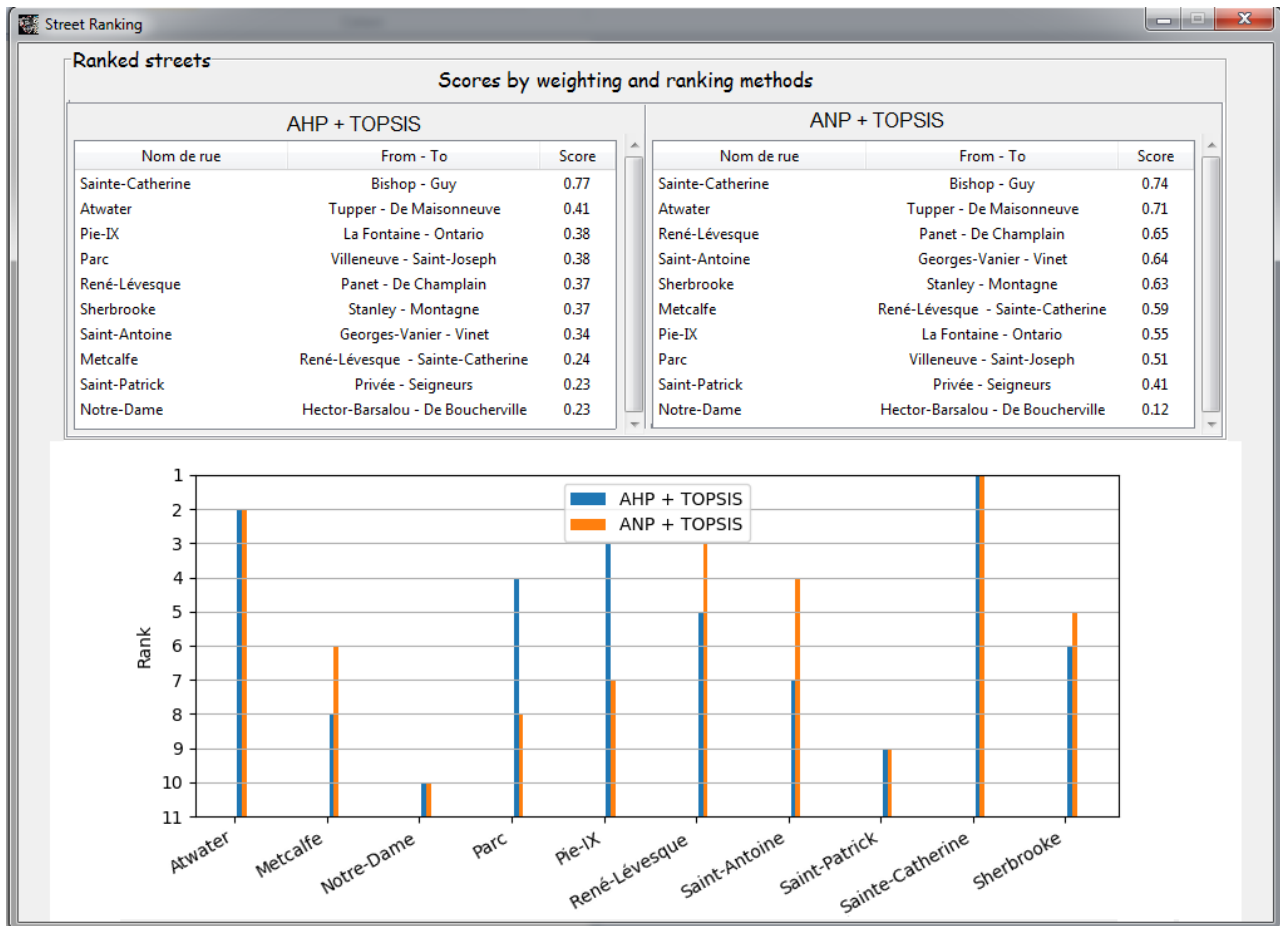 Street Ranking
Ranked streets
Scores by weighting and ranking methods
AHP + TOPSIS
Nom de rue From - To Score
Sainte-Catherine Bishop - Guy 0.77
Atwater Tupper - De Maisonneuve 0.41
Pie-IX La Fontaine - Ontario 0.38
Parc Villeneuve - Saint-Joseph 0.38
René-Lévesque Panet - De Champlain 0.37
Sherbrooke Stanley - Montagne 0.37
Saint-Antoine Georges-Vanier - Vinet 0.34
Metcalfe René-Lévesque - Sainte-Catherine 0.24
Saint-Patrick Privée - Seigneurs 0.23
Notre-Dame Hector-Barsalou - De Boucherville 0.23
ANP + TOPSIS
Nom de rue From - To Score
Sainte-Catherine Bishop - Guy 0.74
Atwater Tupper - De Maisonneuve 0.71
René-Lévesque Panet - De Champlain 0.65
Saint-Antoine Georges-Vanier - Vinet 0.64
Sherbrooke Stanley - Montagne 0.63
Metcalfe René-Lévesque - Sainte-Catherine 0.59
Pie-IX La Fontaine - Ontario 0.55
Parc Villeneuve - Saint-Joseph 0.51
Saint-Patrick Privée - Seigneurs 0.41
Notre-Dame Hector-Barsalou - De Boucherville 0.12
AHP + TOPSIS
ANP + TOPSIS
Rank
1
2
3
4
5
6
7
8
9
10
11
Atwater
Metcalfe
Notre-Dame
Parc
Pie-IX
René-Lévesque
Saint-Antoine
Saint-Patrick
Sainte-Catherine
Sherbrooke